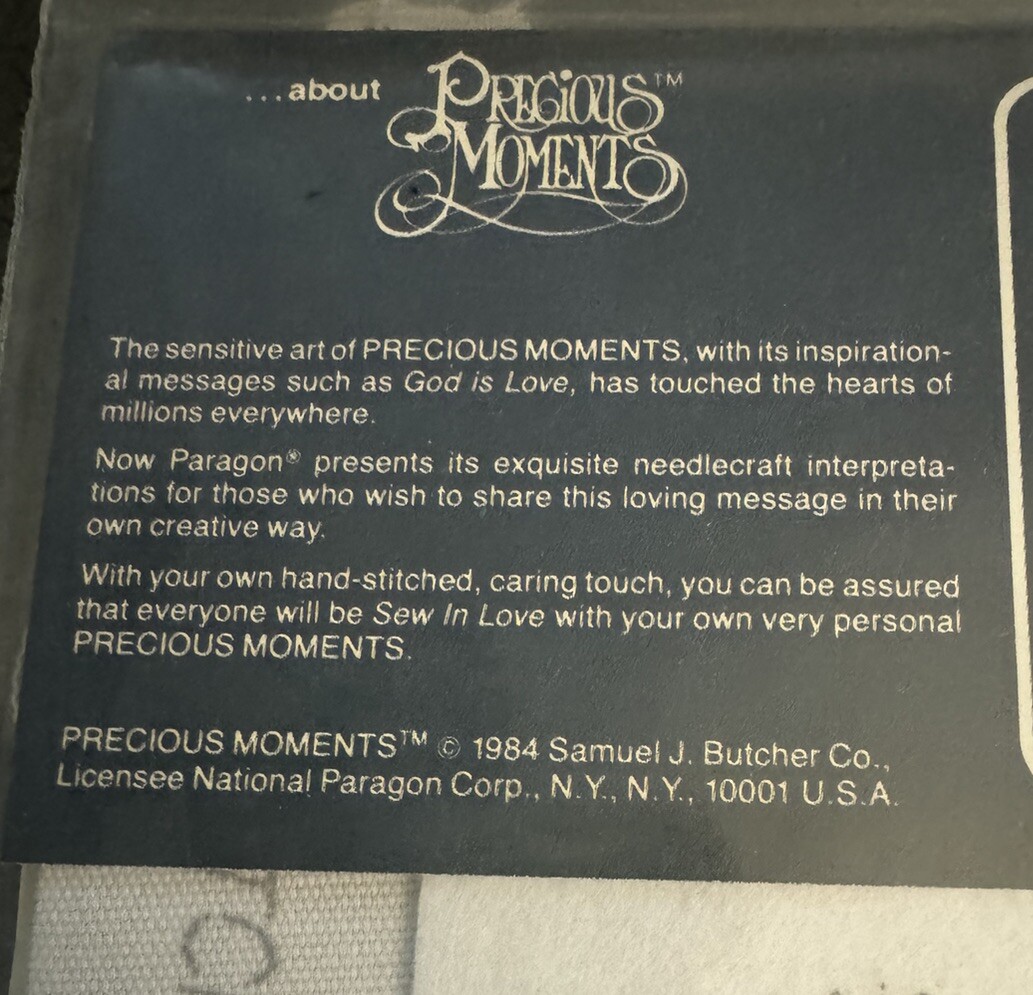 ...about PRECIOUS™
MOMENTS
The sensitive art of PRECIOUS MOMENTS, with its inspiration-
al messages such as God is Love, has touched the hearts of
millions everywhere.
Now Paragon® presents its exquisite needlecraft interpreta-
tions for those who wish to share this loving message in their
own creative way.
With your own hand-stitched, caring touch, you can be assured
that everyone will be Sew In Love with your own very personal
PRECIOUS MOMENTS.
PRECIOUS MOMENTS™ © 1984 Samuel J. Butcher Co.,
Licensee National Paragon Corp., N.Y., N.Y., 10001 U.S.A.